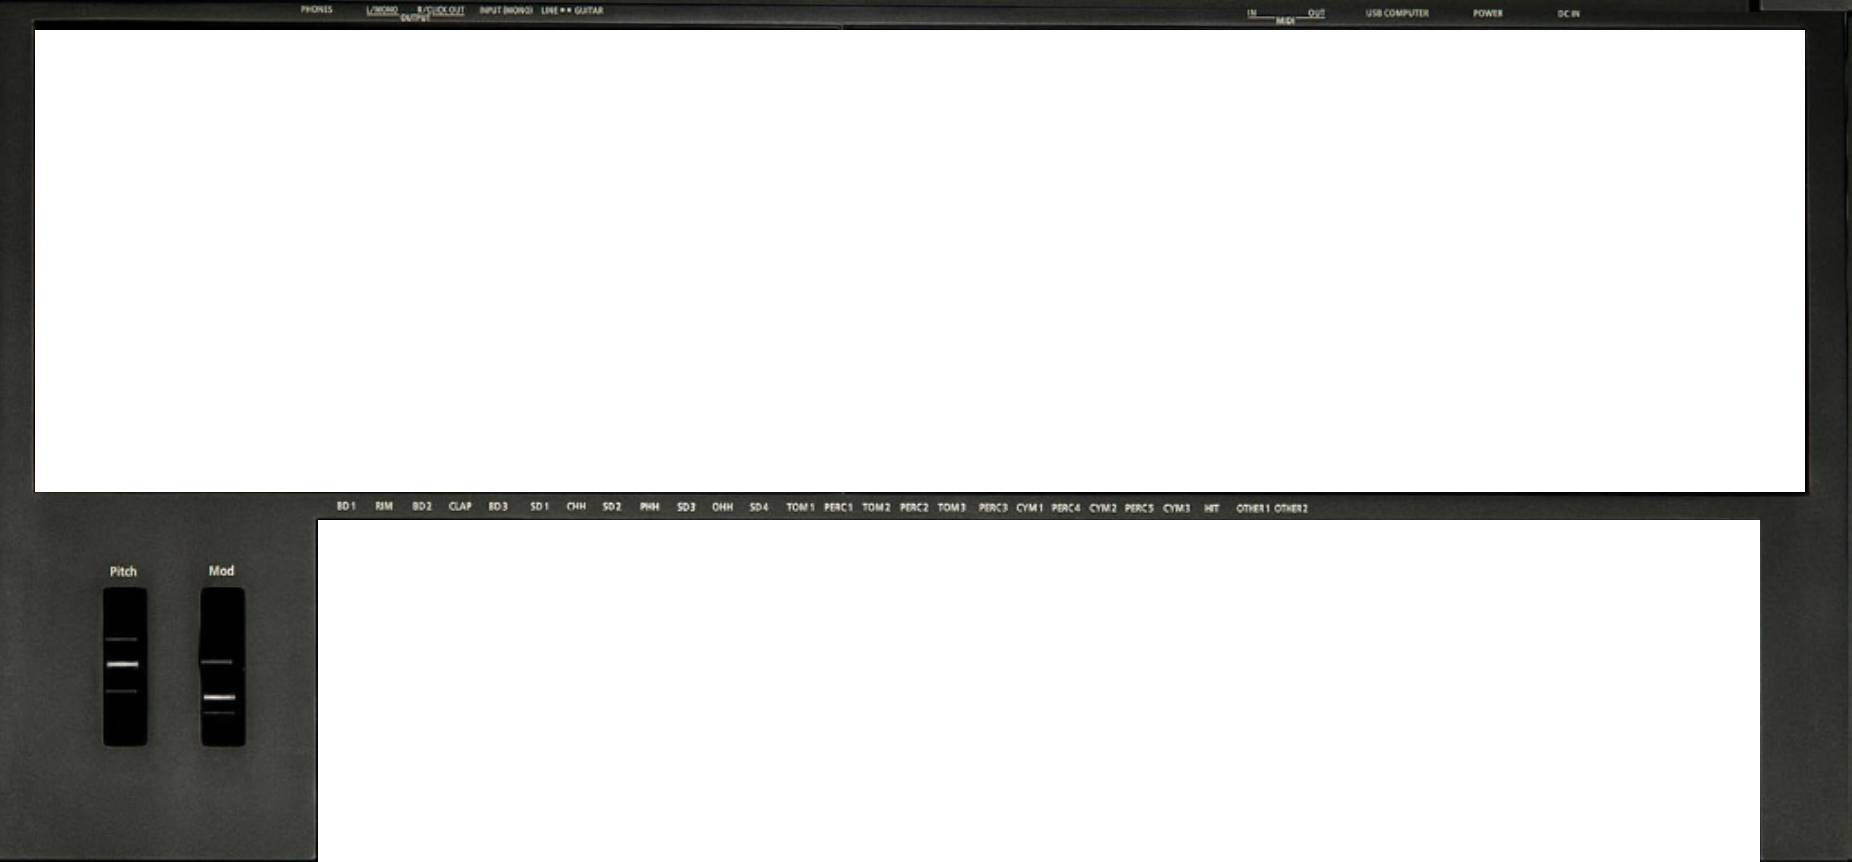 PHONES L/MONO R/CLICK OUT INPUT (MONO) LINE GUITAR IN OUT USB COMPUTER POWER DC IN
OUTPUT MIDI
BD1 RIM BD2 CLAP BD3 SD1 CHH SD2 PHH SD3 OHH SD4 TOM1 PERC1 TOM2 PERC2 TOM3 PERC3 CYM1 PERC4 CYM2 PERC5 CYM3 HIT OTHER1 OTHER2
Pitch Mod